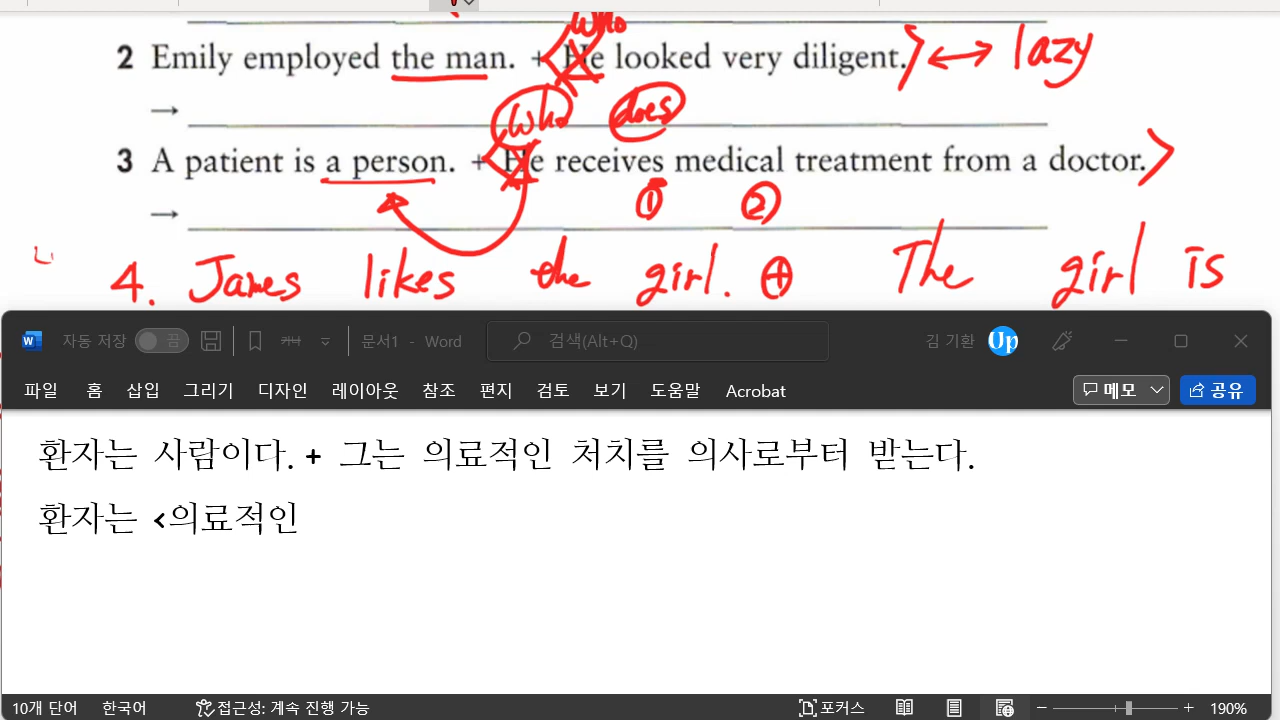 who
2 Emily employed the man. + He looked very diligent. ↔ lazy
→
who does
3 A patient is a person. + He receives medical treatment from a doctor.
① ②
→
4. James likes the girl. ⊕ The girl is
자동 저장 끔 가나 문서1 - Word 검색(Alt+Q) 김 기환 Up
파일 홈 삽입 그리기 디자인 레이아웃 참조 편지 검토 보기 도움말 Acrobat 메모 공유
환자는 사람이다. + 그는 의료적인 처치를 의사로부터 받는다.
환자는 <의료적인
10개 단어 한국어 접근성: 계속 진행 가능 포커스 190%